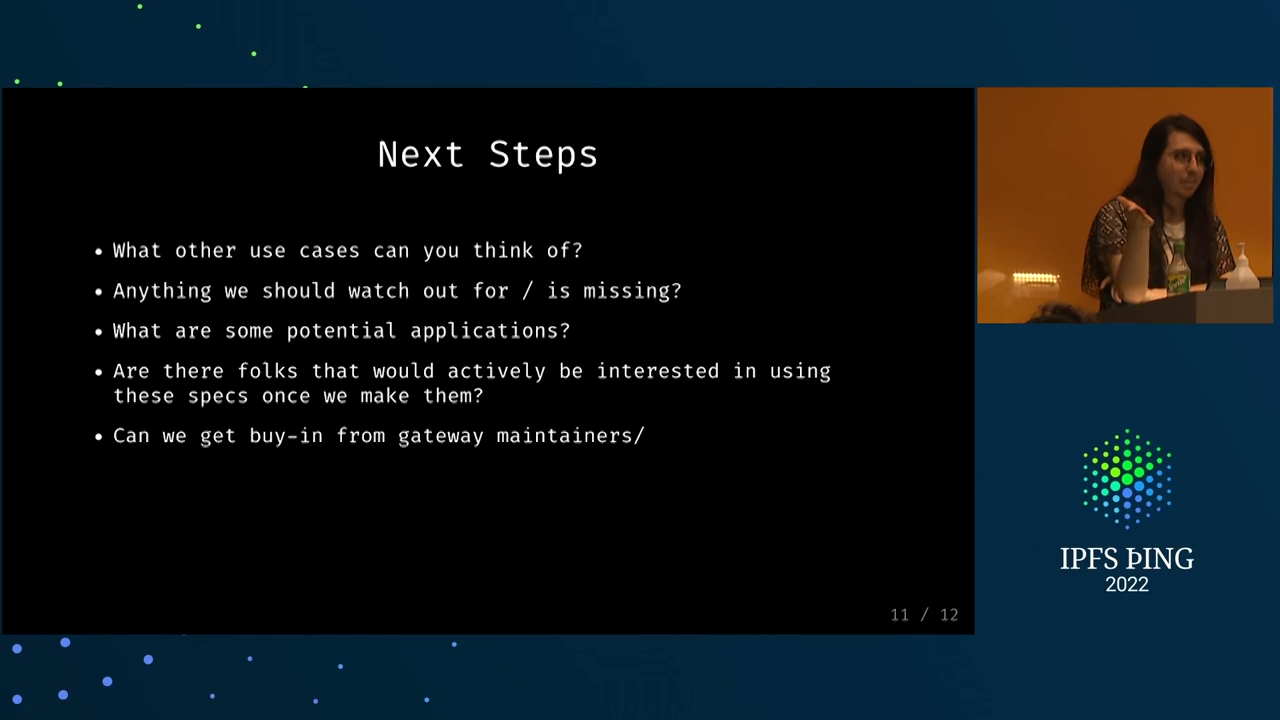 Next Steps
• What other use cases can you think of?
• Anything we should watch out for / is missing?
• What are some potential applications?
• Are there folks that would actively be interested in using
these specs once we make them?
• Can we get buy-in from gateway maintainers/
11 / 12
Sprite
IPFS ÞING
2022